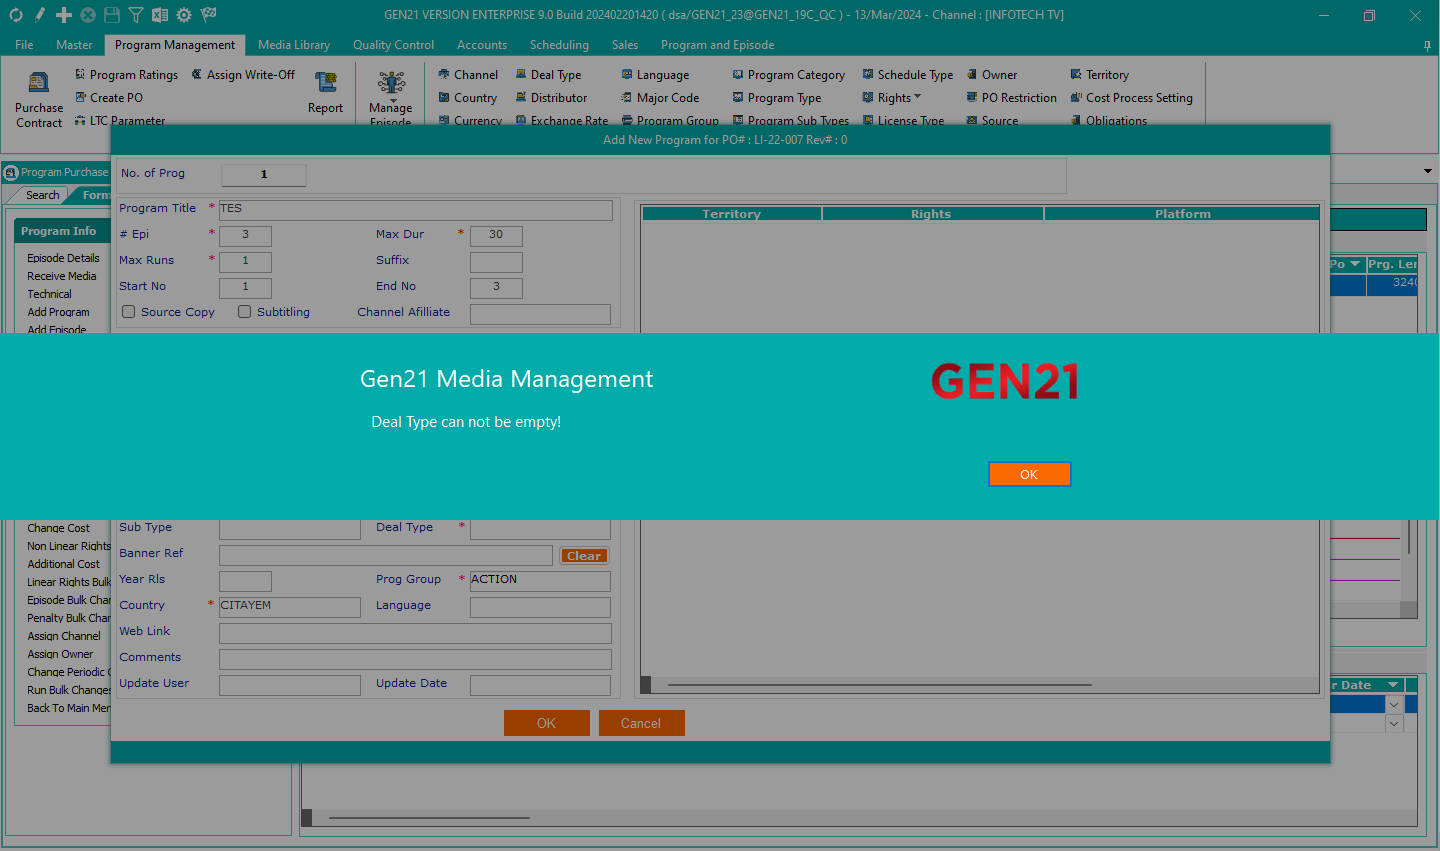 GEN21 VERSION ENTERPRISE 9.0 Build 202402201420 ( dsa/GEN21_23@GEN21_19C_QC ) - 13/Mar/2024 - Channel : [INFOTECH TV]
File Master Program Management Media Library Quality Control Accounts Scheduling Sales Program and Episode
Program Ratings Assign Write-Off Channel Deal Type Language Program Category Schedule Type Owner Territory
Create PO Country Distributor Major Code Program Type Rights PO Restriction Cost Process Setting
Purchase Contract Report Manage Episode
LTC Parameter Currency Exchange Rate Program Group Program Sub Types License Type Source Obligations
Add New Program for PO# : LI-22-007 Rev# : 0
Program Purchase
Search Form
Program Info
Episode Details
Receive Media
Technical
Add Program
Add Episode
No. of Prog 1
Program Title * TES
# Epi * 3 Max Dur * 30
Max Runs * 1 Suffix
Start No 1 End No 3
Source Copy Subtitling Channel Afilliate
Territory Rights Platform
Po Prg. Ler
3240
Gen21 Media Management
GEN21
Deal Type can not be empty!
OK
Change Cost
Non Linear Rights
Additional Cost
Linear Rights Bulk
Episode Bulk Char
Penalty Bulk Char
Assign Channel
Assign Owner
Change Periodic C
Run Bulk Changes
Back To Main Men
Sub Type Deal Type *
Banner Ref Clear
Year Rls Prog Group * ACTION
Country * CITAYEM Language
Web Link
Comments
Update User Update Date
OK Cancel
r Date